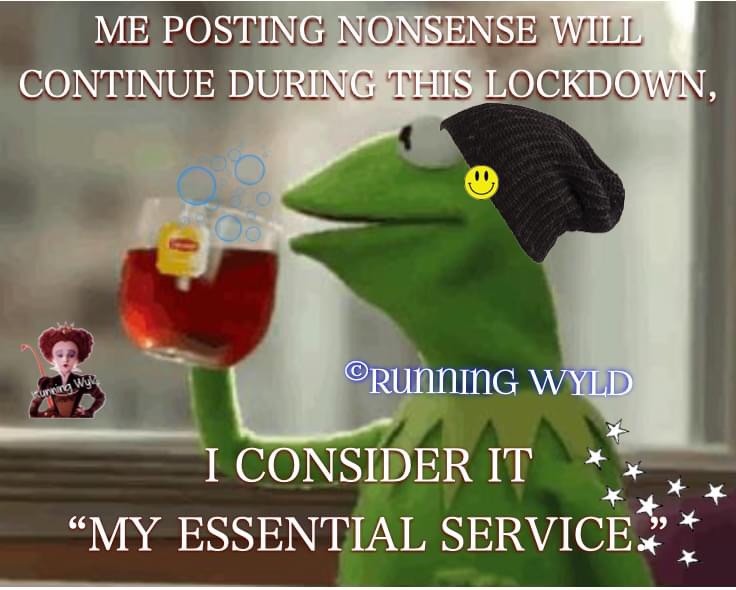 ME POSTING NONSENSE WILL
CONTINUE DURING THIS LOCKDOWN,
Running Wyld
©RUNNING WYLD
I CONSIDER IT
“MY ESSENTIAL SERVICE.”